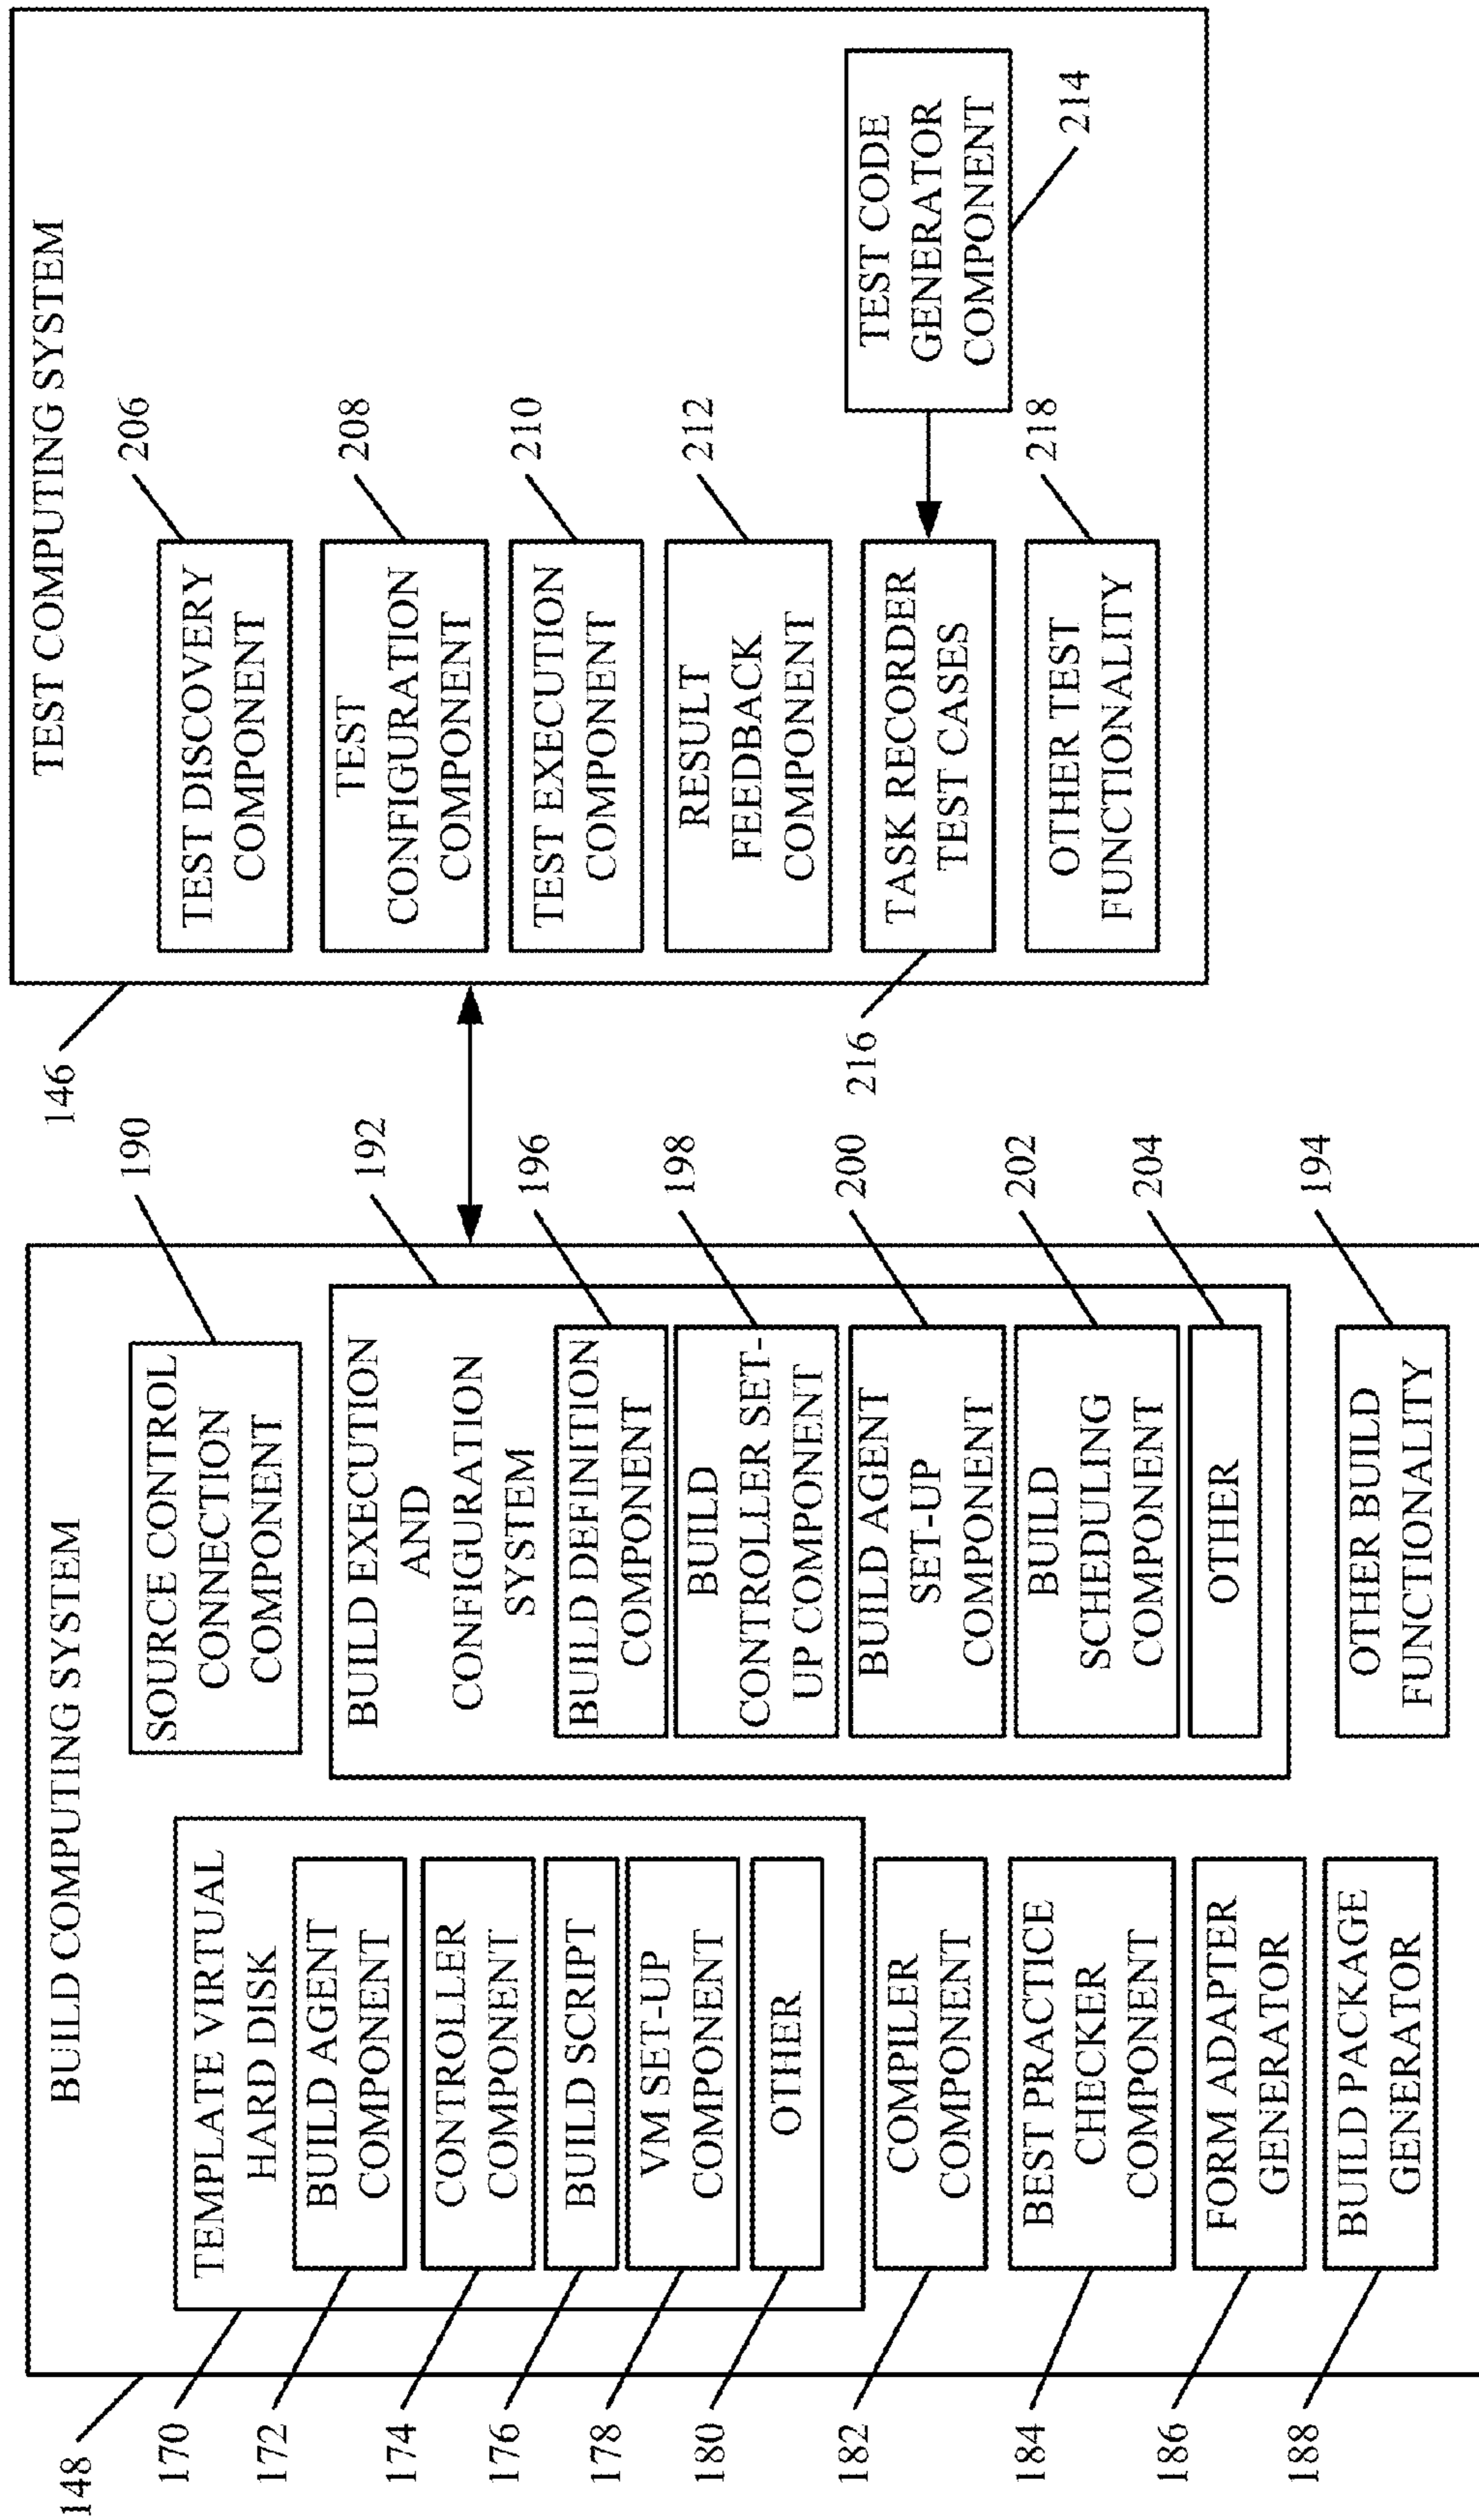 BUILD COMPUTING SYSTEM
148
TEMPLATE VIRTUAL
HARD DISK
170
BUILD AGENT
COMPONENT
172
CONTROLLER
COMPONENT
174
BUILD SCRIPT
176
VM SET-UP
COMPONENT
178
OTHER
180
COMPILER
COMPONENT
182
BEST PRACTICE
CHECKER
COMPONENT
184
FORM ADAPTER
GENERATOR
186
BUILD PACKAGE
GENERATOR
188
SOURCE CONTROL
CONNECTION
COMPONENT
190
BUILD EXECUTION
AND
CONFIGURATION
SYSTEM
192
BUILD DEFINITION
COMPONENT
196
BUILD
CONTROLLER SET-
UP COMPONENT
198
BUILD AGENT
SET-UP
COMPONENT
200
BUILD
SCHEDULING
COMPONENT
202
OTHER
204
OTHER BUILD
FUNCTIONALITY
194
TEST COMPUTING SYSTEM
146
TEST DISCOVERY
COMPONENT
206
TEST
CONFIGURATION
COMPONENT
208
TEST EXECUTION
COMPONENT
210
RESULT
FEEDBACK
COMPONENT
212
TASK RECORDER
TEST CASES
216
TEST CODE
GENERATOR
COMPONENT
214
OTHER TEST
FUNCTIONALITY
218